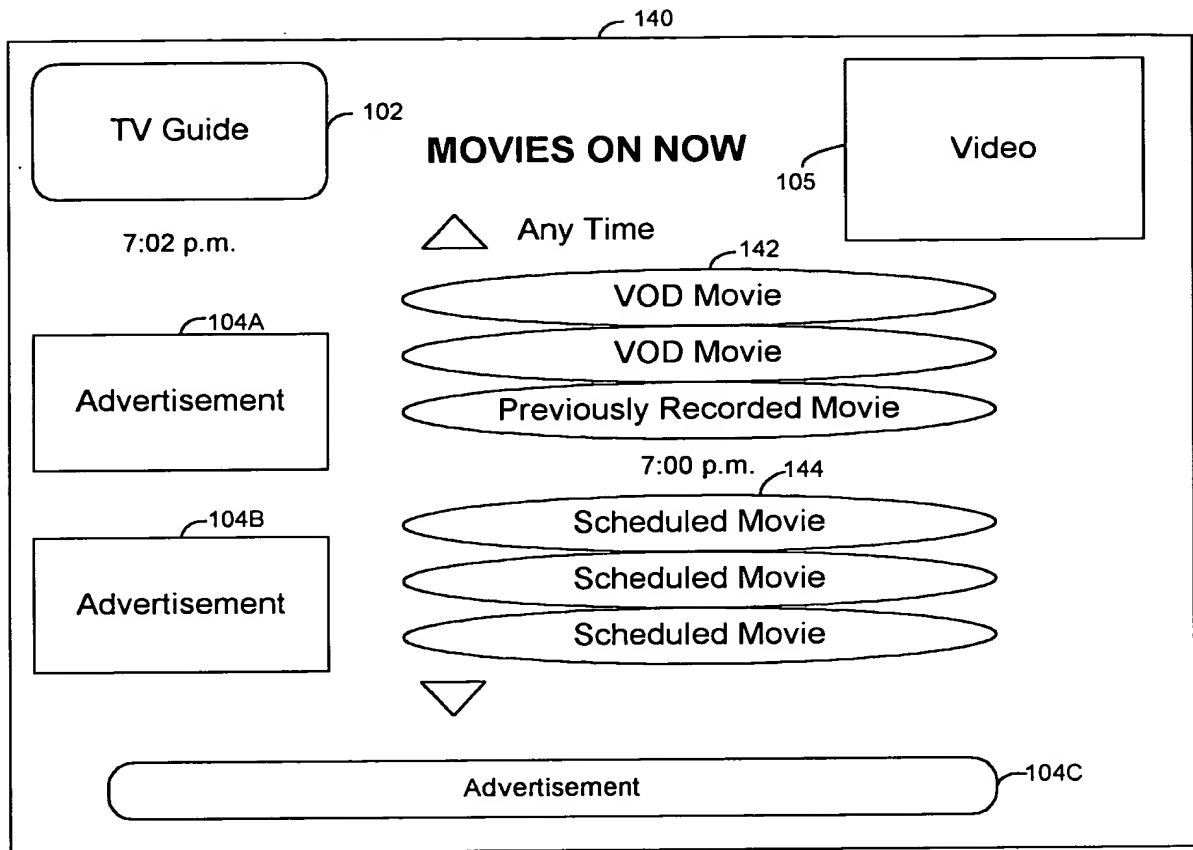 140
TV Guide
102
MOVIES ON NOW
Video
105
7:02 p.m.
Any Time
142
VOD Movie
104A
VOD Movie
Advertisement
Previously Recorded Movie
7:00 p.m.
144
104B
Scheduled Movie
Advertisement
Scheduled Movie
Scheduled Movie
Advertisement
104C